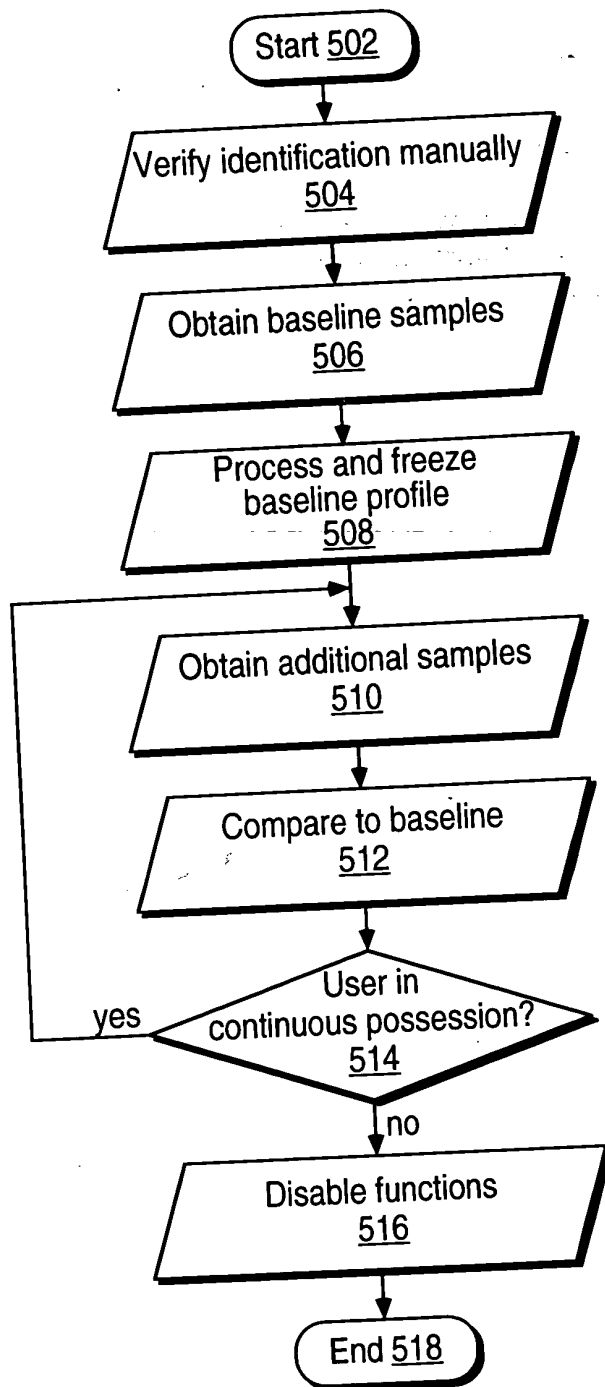 Start 502
Verify identification manually
504
Obtain baseline samples
506
Process and freeze
baseline profile
508
Obtain additional samples
510
Compare to baseline
512
User in
continuous possession?
514
yes
no
Disable functions
516
End 518